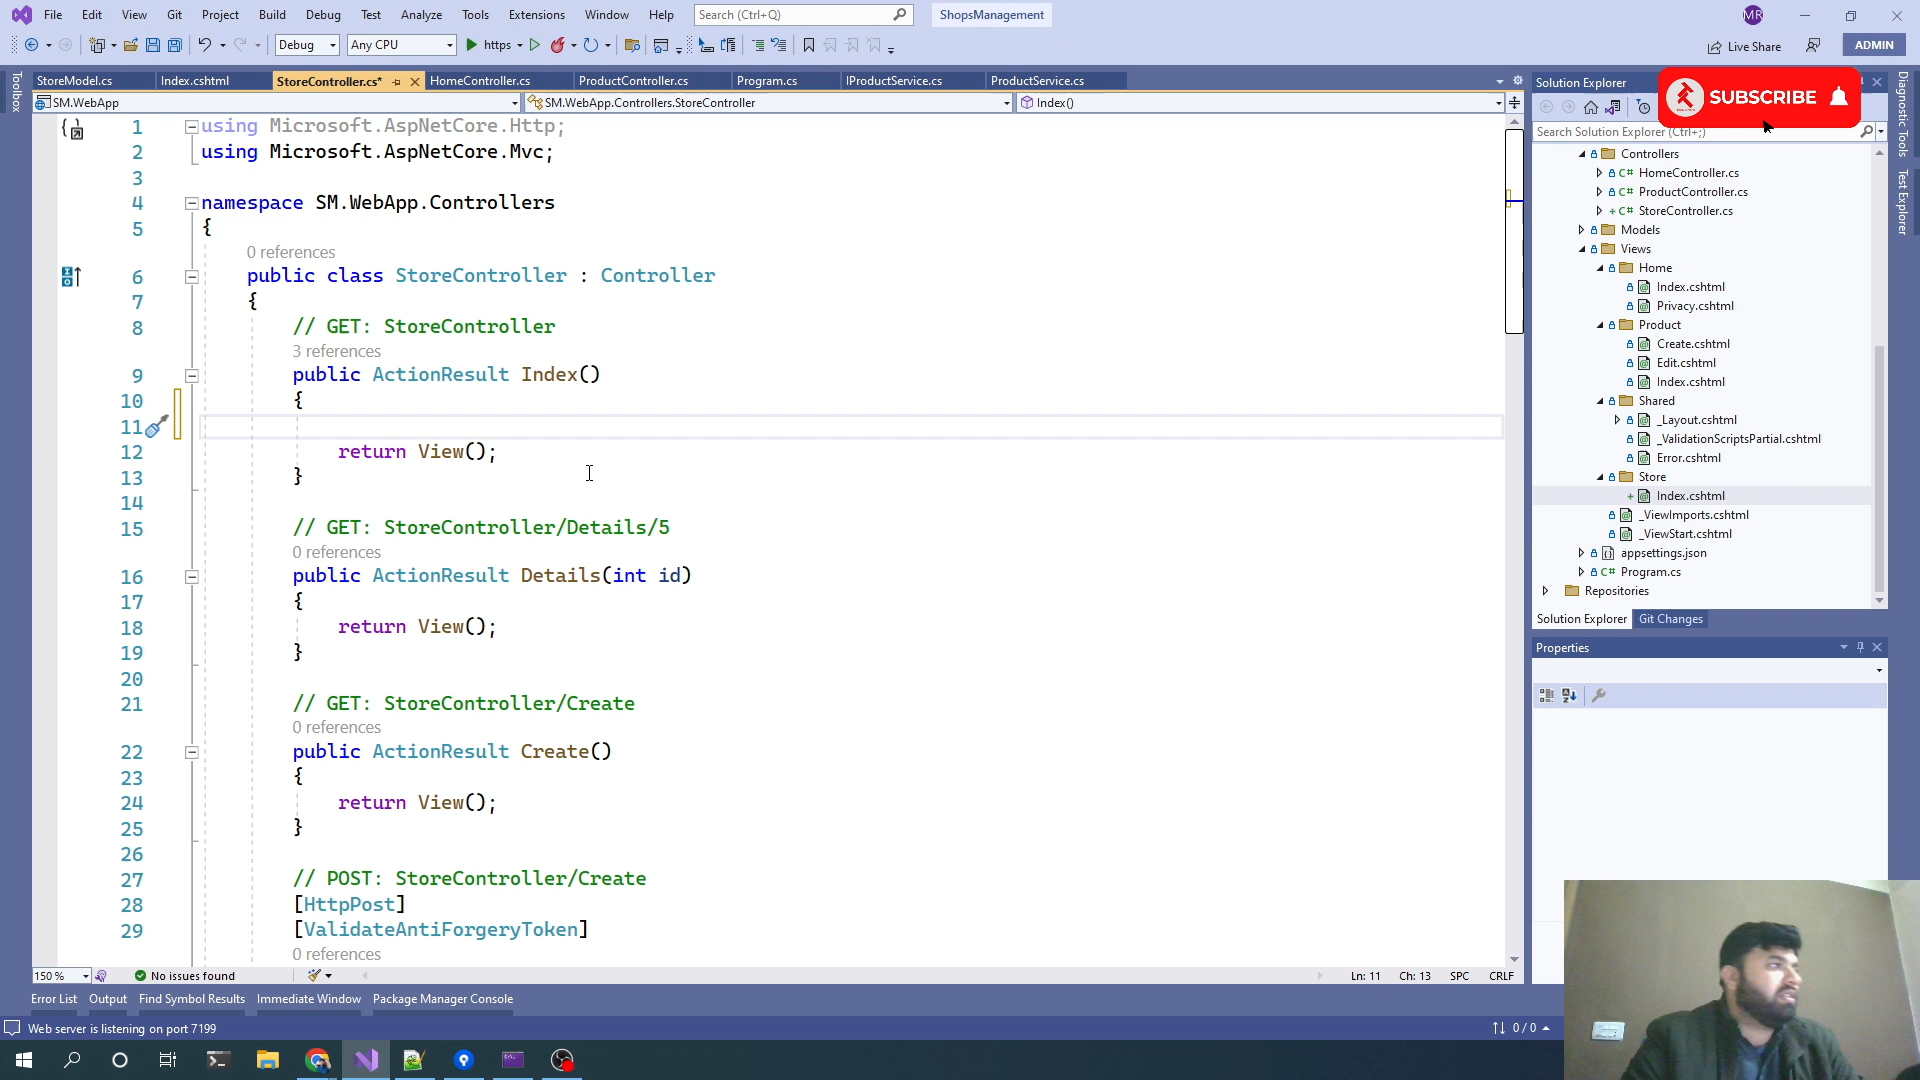 File Edit View Git Project Build Debug Test Analyze Tools Extensions Window Help Search (Ctrl+Q) ShopsManagement MR
Debug Any CPU https Live Share ADMIN
StoreModel.cs Index.cshtml StoreController.cs* HomeController.cs ProductController.cs Program.cs IProductService.cs ProductService.cs
SM.WebApp SM.WebApp.Controllers.StoreController Index()
Toolbox
1 using Microsoft.AspNetCore.Http;
2 using Microsoft.AspNetCore.Mvc;
3
4 namespace SM.WebApp.Controllers
5 {
0 references
6 public class StoreController : Controller
7 {
8 // GET: StoreController
3 references
9 public ActionResult Index()
10 {
11
12 return View();
13 }
14
15 // GET: StoreController/Details/5
0 references
16 public ActionResult Details(int id)
17 {
18 return View();
19 }
20
21 // GET: StoreController/Create
0 references
22 public ActionResult Create()
23 {
24 return View();
25 }
26
27 // POST: StoreController/Create
28 [HttpPost]
29 [ValidateAntiForgeryToken]
0 references
150 % No issues found Ln: 11 Ch: 13 SPC CRLF
Error List Output Find Symbol Results Immediate Window Package Manager Console
Web server is listening on port 7199 0 / 0
Solution Explorer
SUBSCRIBE
Search Solution Explorer (Ctrl+;)
Controllers
C# HomeController.cs
C# ProductController.cs
C# StoreController.cs
Models
Views
Home
Index.cshtml
Privacy.cshtml
Product
Create.cshtml
Edit.cshtml
Index.cshtml
Shared
_Layout.cshtml
_ValidationScriptsPartial.cshtml
Error.cshtml
Store
Index.cshtml
_ViewImports.cshtml
_ViewStart.cshtml
appsettings.json
C# Program.cs
Repositories
Solution Explorer Git Changes
Properties
Diagnostic Tools
Test Explorer